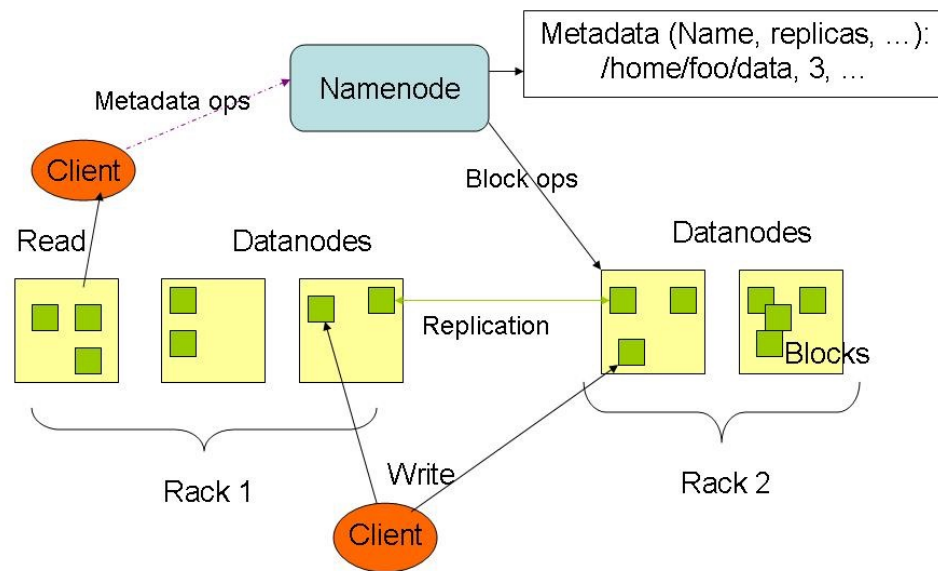 Metadata (Name, replicas, …):
/home/foo/data, 3, …
Namenode
Metadata ops
Client
Block ops
Read
Datanodes
Datanodes
Replication
Blocks
Rack 1
Write
Rack 2
Client